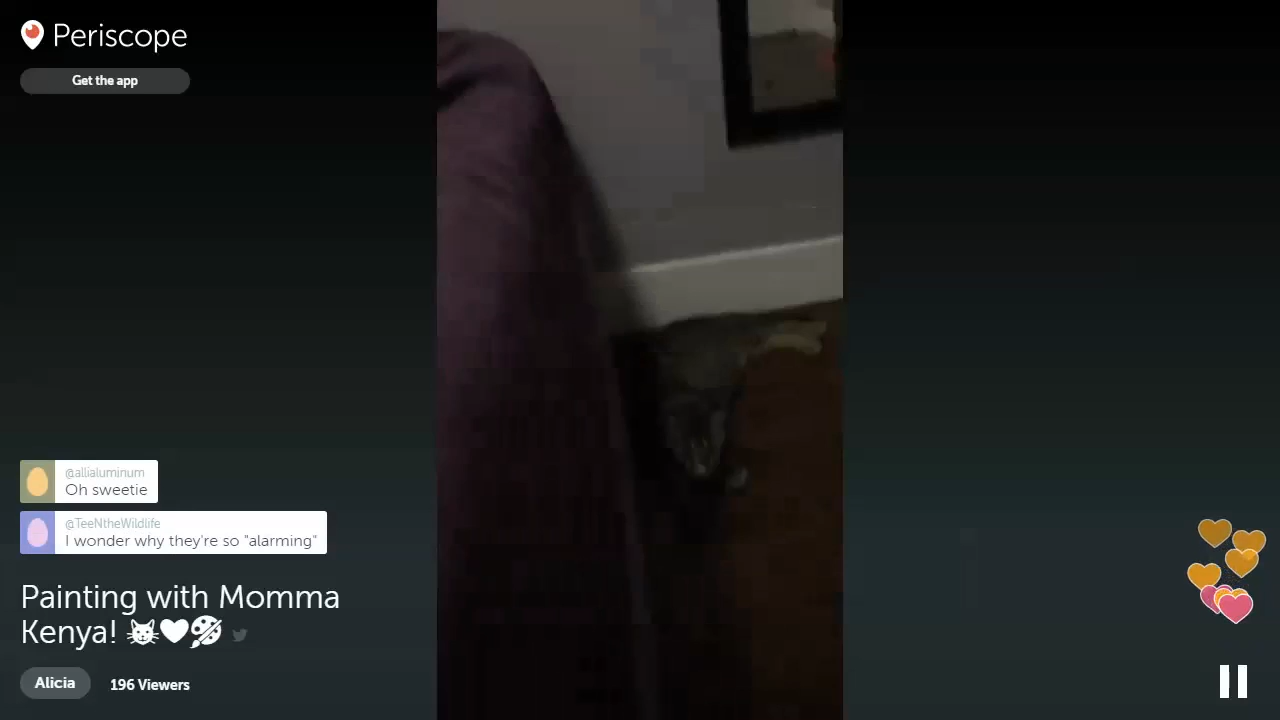 Periscope
Get the app
@allialuminum
Oh sweetie
@TeeNtheWildlife
I wonder why they're so "alarming"
Painting with Momma
Kenya! 🐱❤🎨
Alicia
196 Viewers